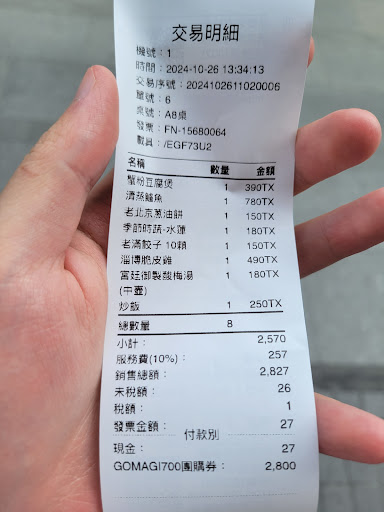 交易明細
機號：1
時間：2024-10-26 13:34:13
交易序號：2024102611020006
單號：6
桌號：A8桌
發票：FN-15680064
載具：/EGF73U2
名稱 數量 金額
蟹粉豆腐煲 1 390TX
清蒸鱸魚 1 780TX
老北京蔥油餅 1 150TX
季節時蔬-水蓮 1 180TX
老滿餃子 10顆 1 150TX
淄博脆皮雞 1 490TX
宮廷御製酸梅湯 1 180TX
(中壺)
炒飯 1 250TX
總數量 8
小計： 2,570
服務費(10%)： 257
銷售總額： 2,827
未稅額： 26
稅額： 1
發票金額： 27
付款別
現金： 27
GOMAGI700團購券： 2,800